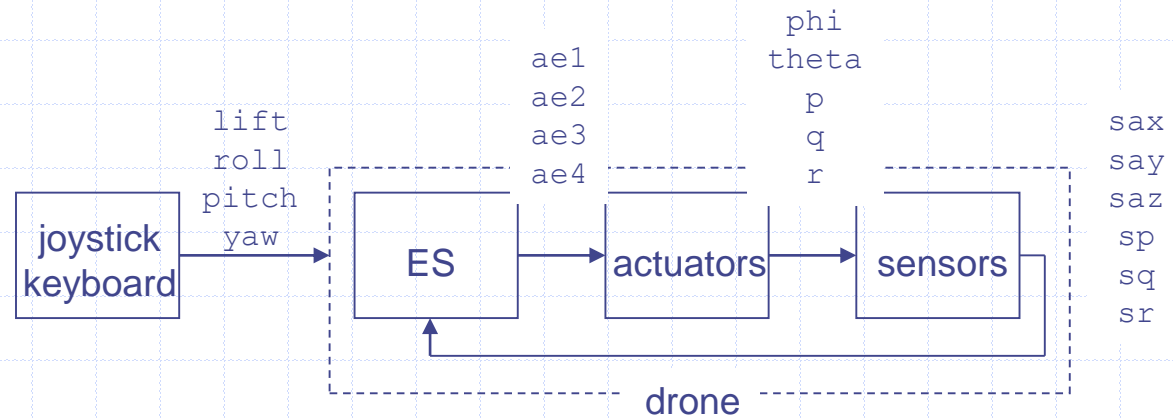 phi
theta
p
q
r
ae1
ae2
ae3
ae4
lift
roll
pitch
yaw
sax
say
saz
sp
sq
sr
joystick
keyboard
ES
actuators
sensors
drone